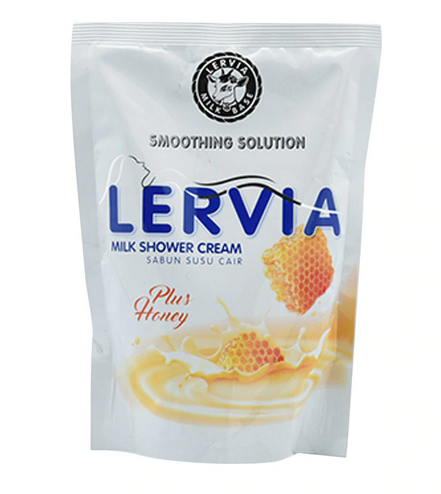 LERVIA
MILK BASE
SMOOTHING SOLUTION
LERVIA
MILK SHOWER CREAM
SABUN SUSU CAIR
Plus
Honey